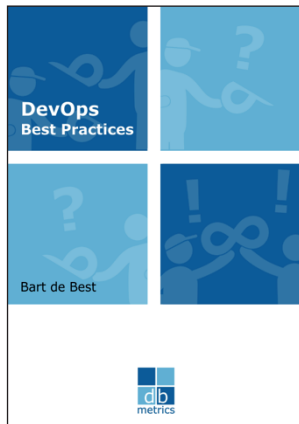 DevOps
Best Practices
?
?
! !
Bart de Best
db
metrics